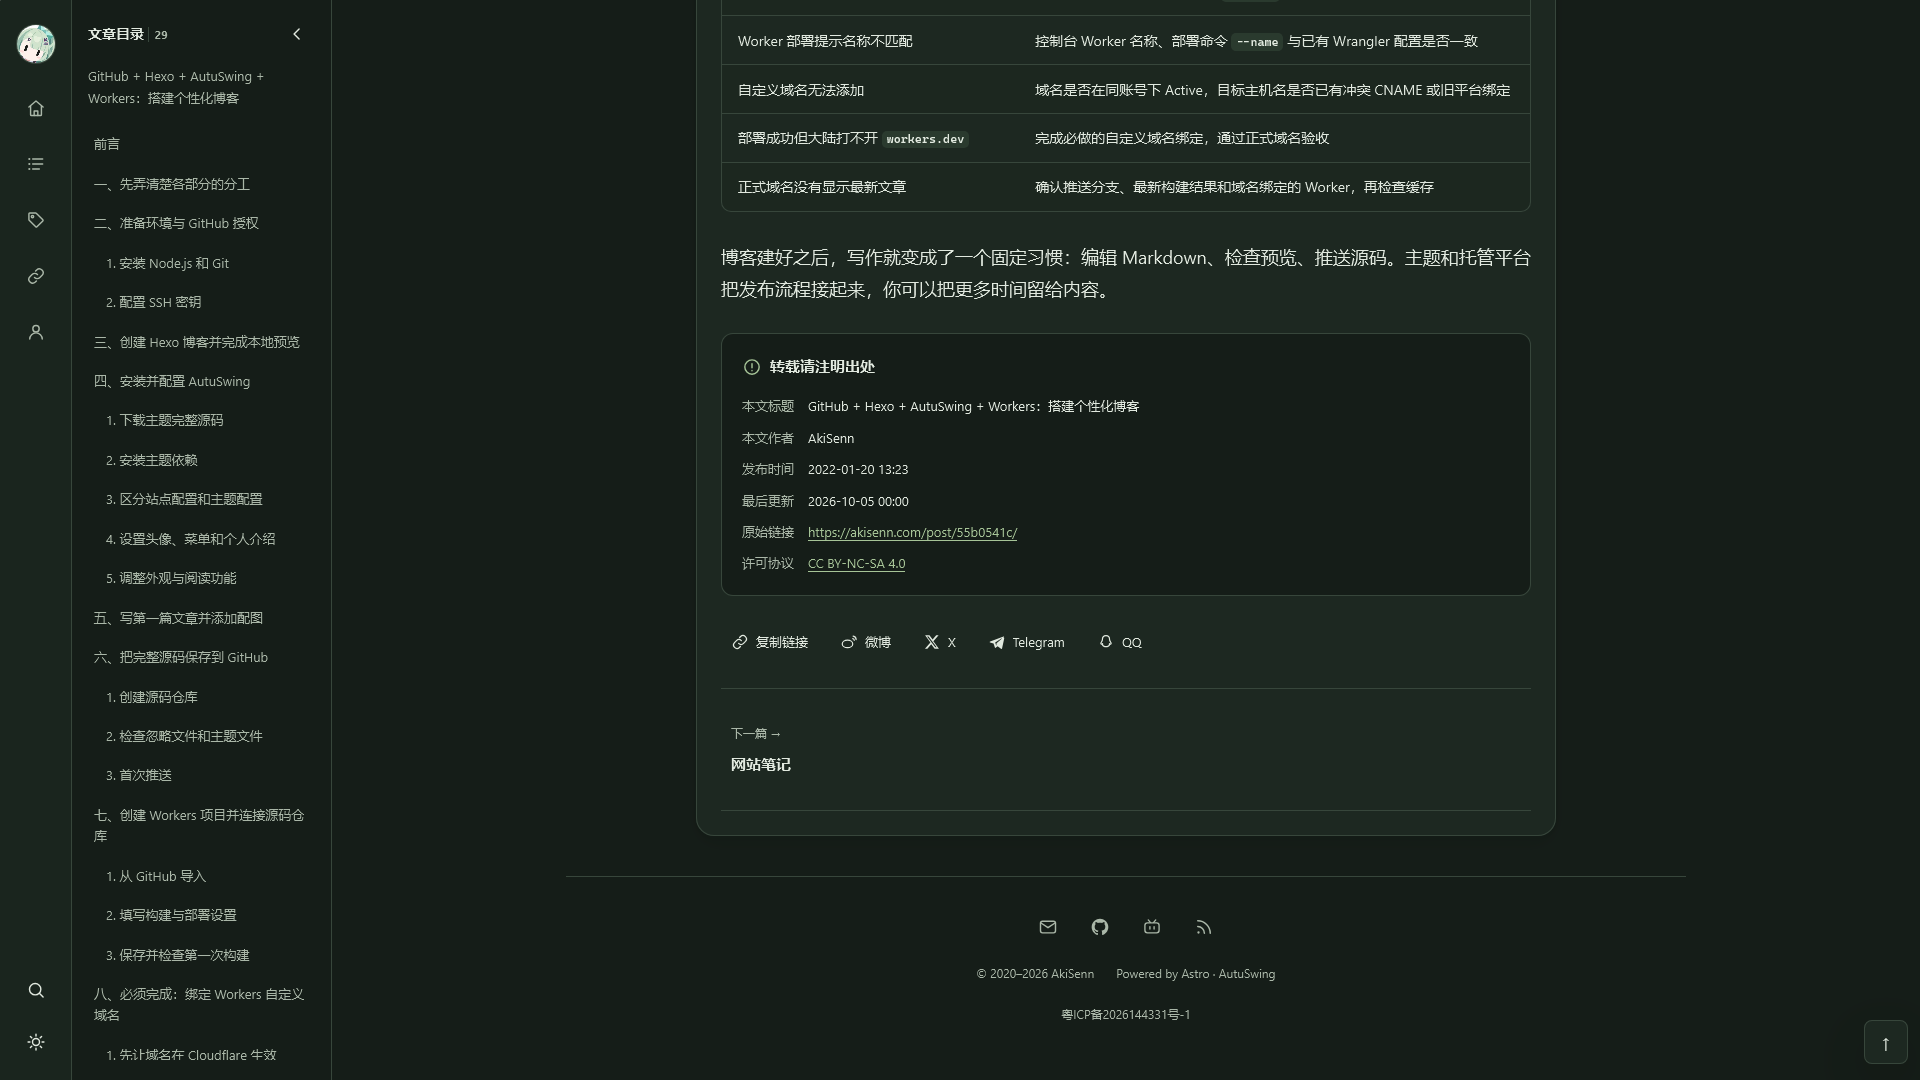 文章目录 29
GitHub + Hexo + AutuSwing +
Workers：搭建个性化博客
前言
一、先弄清楚各部分的分工
二、准备环境与 GitHub 授权
1. 安装 Node.js 和 Git
2. 配置 SSH 密钥
三、创建 Hexo 博客并完成本地预览
四、安装并配置 AutuSwing
1. 下载主题完整源码
2. 安装主题依赖
3. 区分站点配置和主题配置
4. 设置头像、菜单和个人介绍
5. 调整外观与阅读功能
五、写第一篇文章并添加配图
六、把完整源码保存到 GitHub
1. 创建源码仓库
2. 检查忽略文件和主题文件
3. 首次推送
七、创建 Workers 项目并连接源码仓
库
1. 从 GitHub 导入
2. 填写构建与部署设置
3. 保存并检查第一次构建
八、必须完成：绑定 Workers 自定义
域名
1. 先让域名在 Cloudflare 生效
Worker 部署提示名称不匹配 控制台 Worker 名称、部署命令 --name 与已有 Wrangler 配置是否一致
自定义域名无法添加 域名是否在同账号下 Active，目标主机名是否已有冲突 CNAME 或旧平台绑定
部署成功但大陆打不开 workers.dev 完成必做的自定义域名绑定，通过正式域名验收
正式域名没有显示最新文章 确认推送分支、最新构建结果和域名绑定的 Worker，再检查缓存
博客建好之后，写作就变成了一个固定习惯：编辑 Markdown、检查预览、推送源码。主题和托管平台
把发布流程接起来，你可以把更多时间留给内容。
转载请注明出处
本文标题 GitHub + Hexo + AutuSwing + Workers：搭建个性化博客
本文作者 AkiSenn
发布时间 2022-01-20 13:23
最后更新 2026-10-05 00:00
原始链接 https://akisenn.com/post/55b0541c/
许可协议 CC BY-NC-SA 4.0
复制链接 微博 X Telegram QQ
下一篇 →
网站笔记
© 2020–2026 AkiSenn Powered by Astro · AutuSwing
粤ICP备2026144331号-1
↑